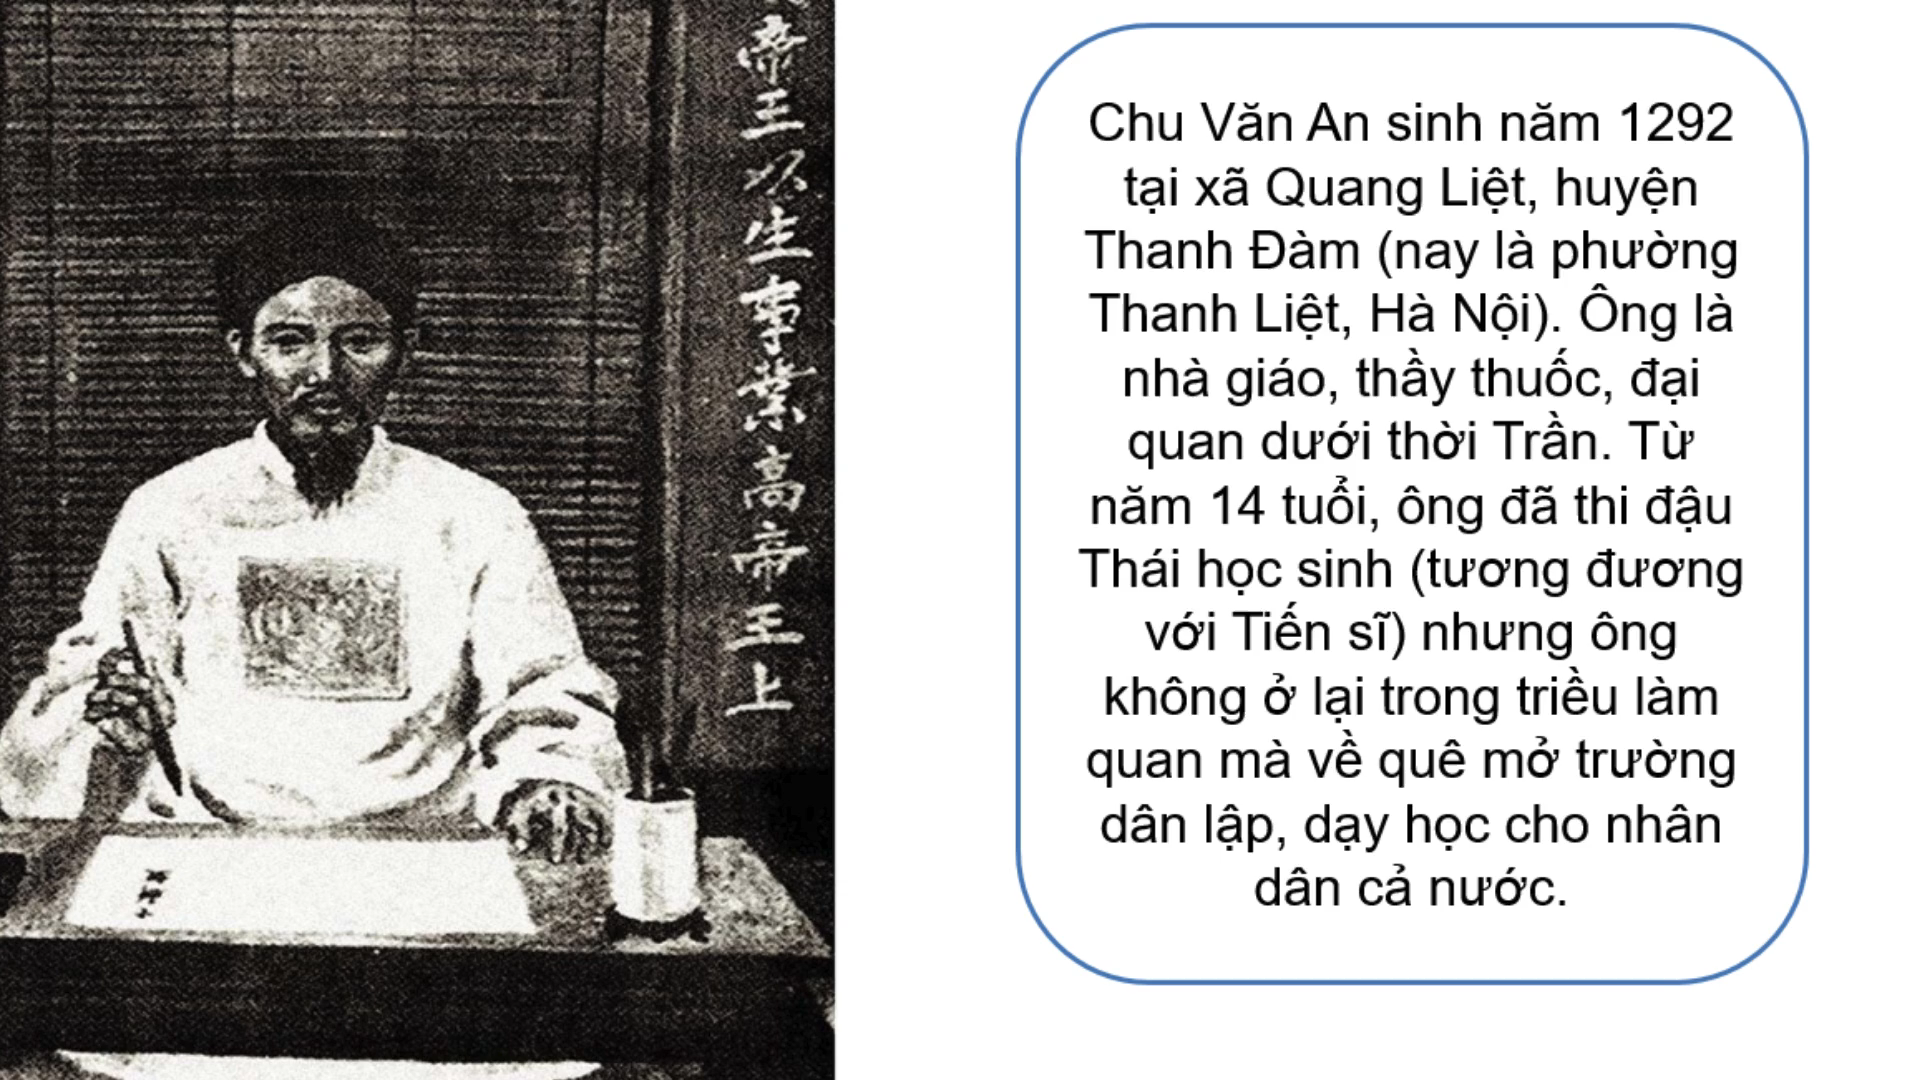 帝
王
以
生
事
業
高
帝
王
上
Chu Văn An sinh năm 1292
tại xã Quang Liệt, huyện
Thanh Đàm (nay là phường
Thanh Liệt, Hà Nội). Ông là
nhà giáo, thầy thuốc, đại
quan dưới thời Trần. Từ
năm 14 tuổi, ông đã thi đậu
Thái học sinh (tương đương
với Tiến sĩ) nhưng ông
không ở lại trong triều làm
quan mà về quê mở trường
dân lập, dạy học cho nhân
dân cả nước.